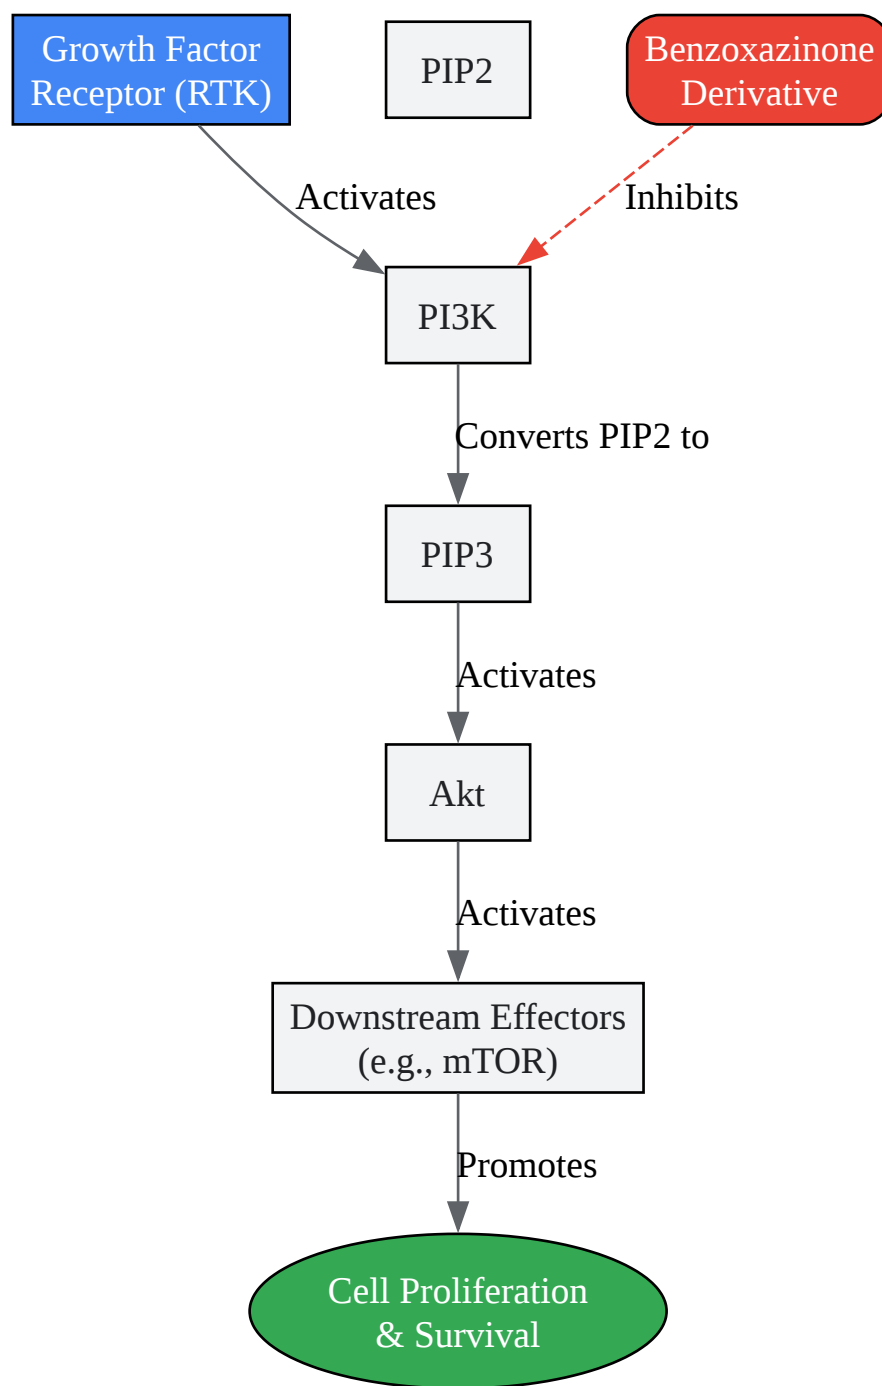 Growth Factor
Receptor (RTK)
PIP2
Benzoxazinone
Derivative
Activates
Inhibits
PI3K
Converts PIP2 to
PIP3
Activates
Akt
Activates
Downstream Effectors
(e.g., mTOR)
Promotes
Cell Proliferation
& Survival